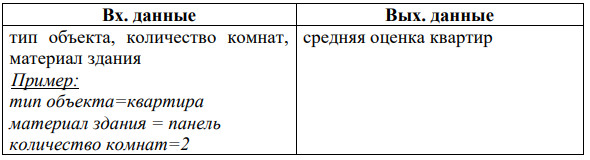 Вх. данные
Вых. данные
тип объекта, количество комнат,
материал здания
Пример:
тип объекта=квартира
материал здания = панель
количество комнат=2
средняя оценка квартир